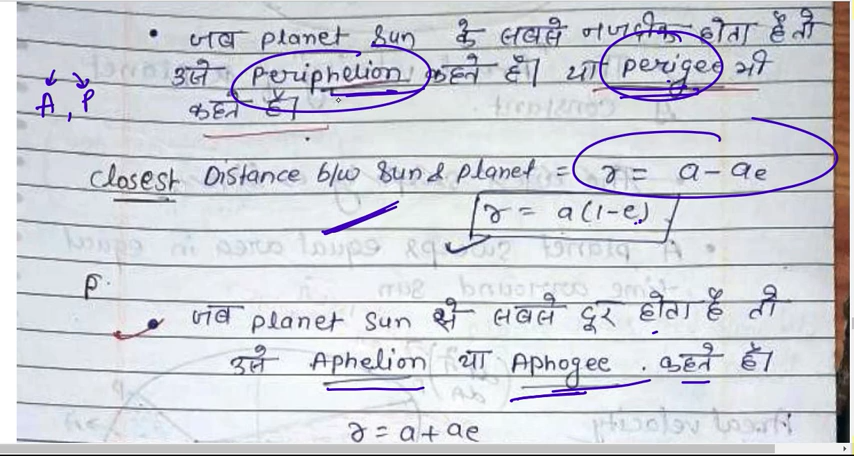 • जब planet Sun के सबसे नजदीक होता है तो
उसे Periphelion कहते हैं। या perigee भी
A, P
कहते हैं।
Closest Distance b/w Sun & planet = r = a - ae
r = a(1-e)
P.
• जब planet Sun से सबसे दूर होता है तो
उसे Aphelion या Aphogee . कहते हैं।
r = a + ae